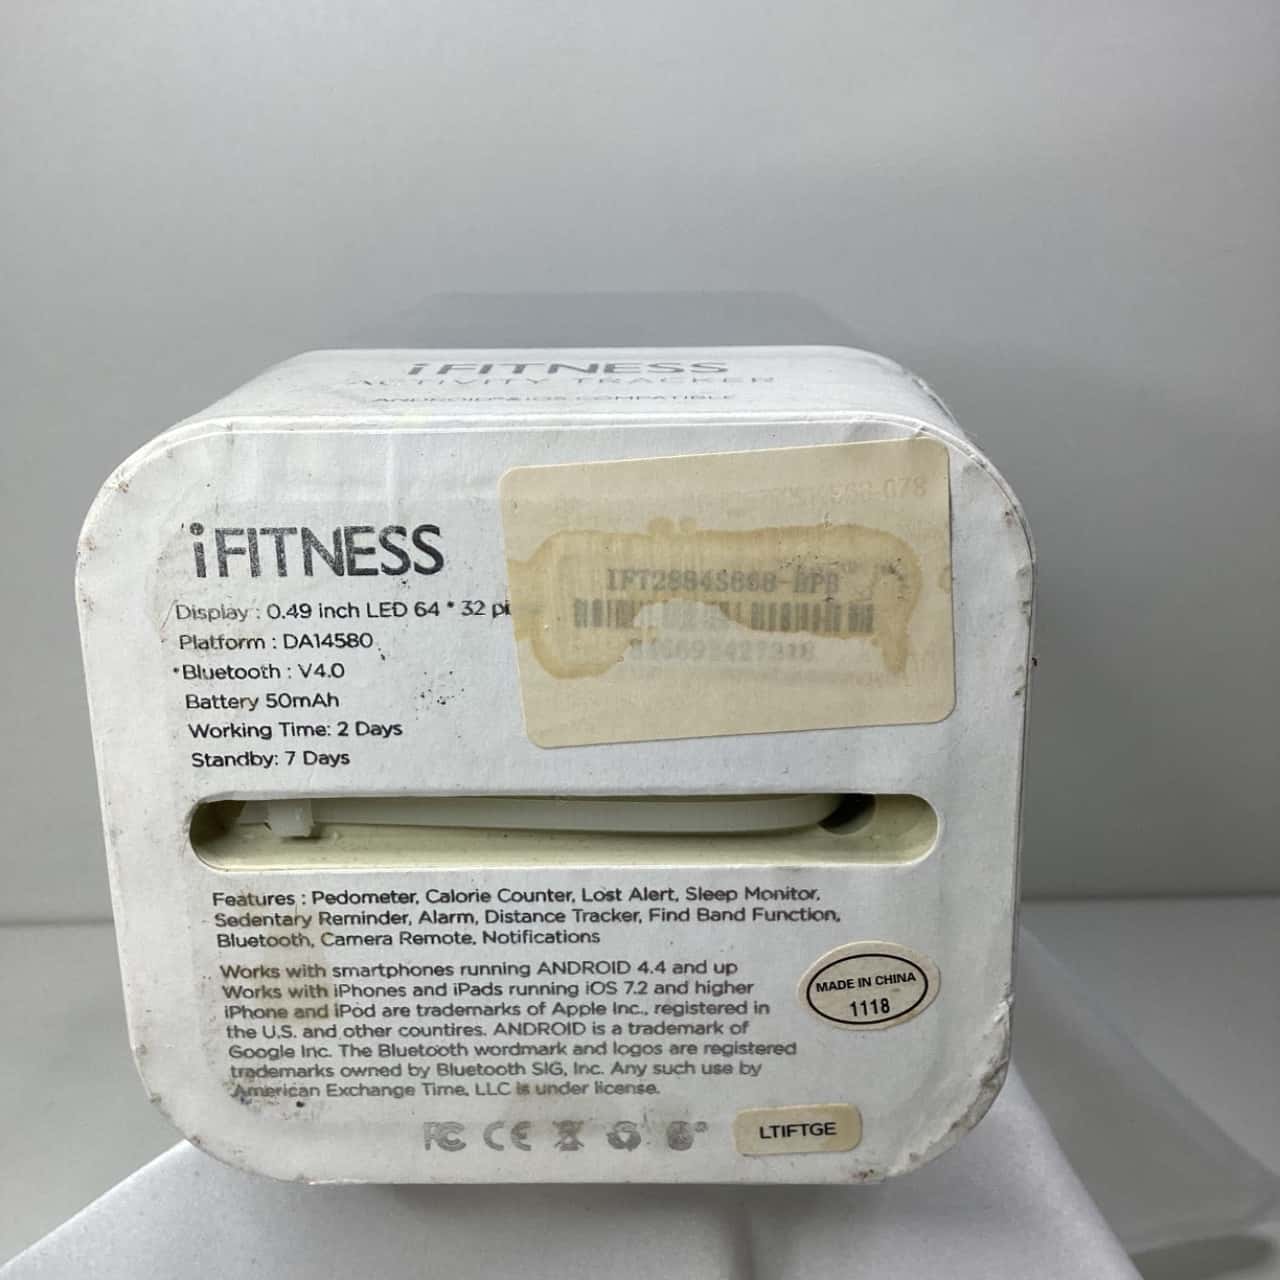 iFITNESS
ACTIVITY TRACKER
ANDROID & iOS COMPATIBLE
iFITNESS
Display : 0.49 inch LED 64 * 32 pi
Platform : DA14580
Bluetooth : V4.0
Battery 50mAh
Working Time: 2 Days
Standby: 7 Days
Features : Pedometer, Calorie Counter, Lost Alert, Sleep Monitor,
Sedentary Reminder, Alarm, Distance Tracker, Find Band Function,
Bluetooth, Camera Remote, Notifications
Works with smartphones running ANDROID 4.4 and up
Works with iPhones and iPads running iOS 7.2 and higher
iPhone and iPod are trademarks of Apple Inc., registered in
the U.S. and other countires. ANDROID is a trademark of
Google Inc. The Bluetooth wordmark and logos are registered
trademarks owned by Bluetooth SIG, Inc. Any such use by
American Exchange Time, LLC is under license.
MADE IN CHINA
1118
FC CE
LTIFTGE